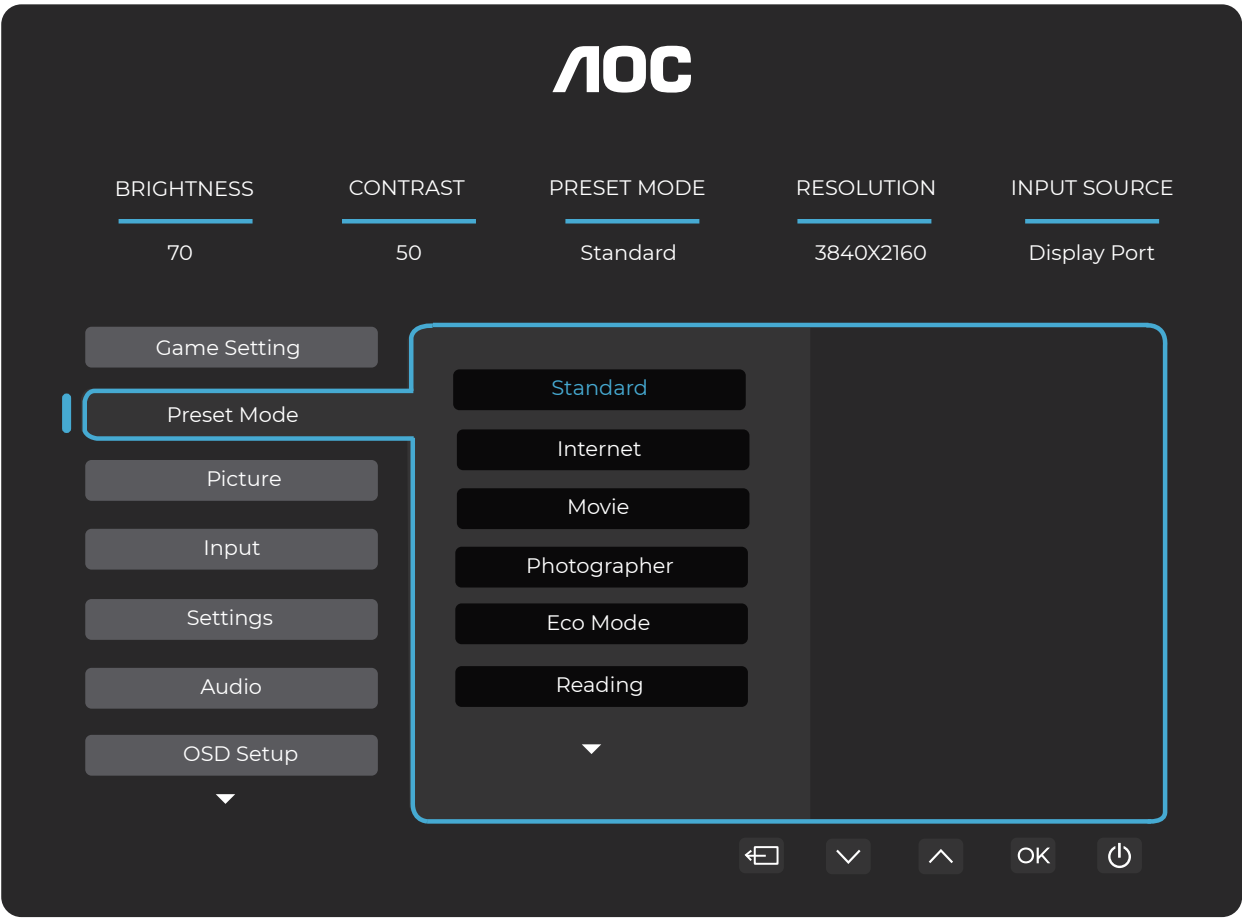 AOC
BRIGHTNESS CONTRAST PRESET MODE RESOLUTION INPUT SOURCE
70 50 Standard 3840X2160 Display Port
Game Setting
Preset Mode
Picture
Input
Settings
Audio
OSD Setup
Standard
Internet
Movie
Photographer
Eco Mode
Reading
OK